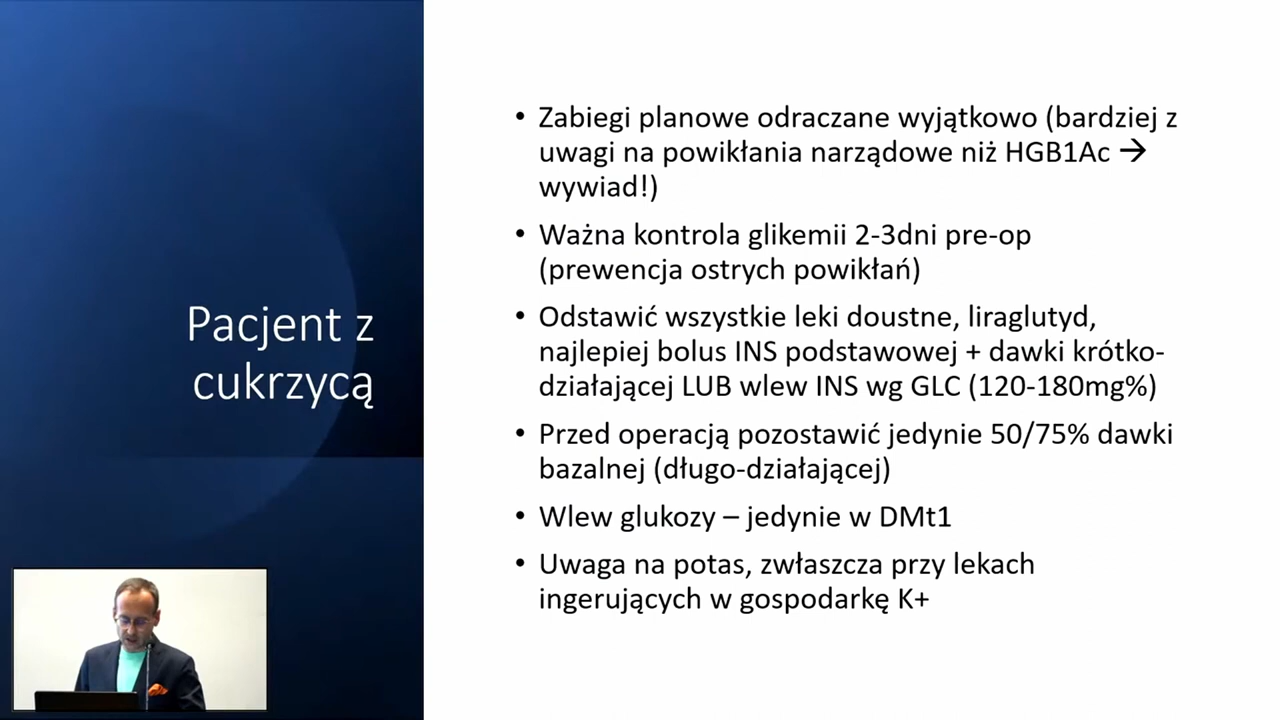 Pacjent z
cukrzycą
• Zabiegi planowe odraczane wyjątkowo (bardziej z
uwagi na powikłania narządowe niż HGB1Ac →
wywiad!)
• Ważna kontrola glikemii 2-3dni pre-op
(prewencja ostrych powikłań)
• Odstawić wszystkie leki doustne, liraglutyd,
najlepiej bolus INS podstawowej + dawki krótko-
działającej LUB wlew INS wg GLC (120-180mg%)
• Przed operacją pozostawić jedynie 50/75% dawki
bazalnej (długo-działającej)
• Wlew glukozy – jedynie w DMt1
• Uwaga na potas, zwłaszcza przy lekach
ingerujących w gospodarkę K+